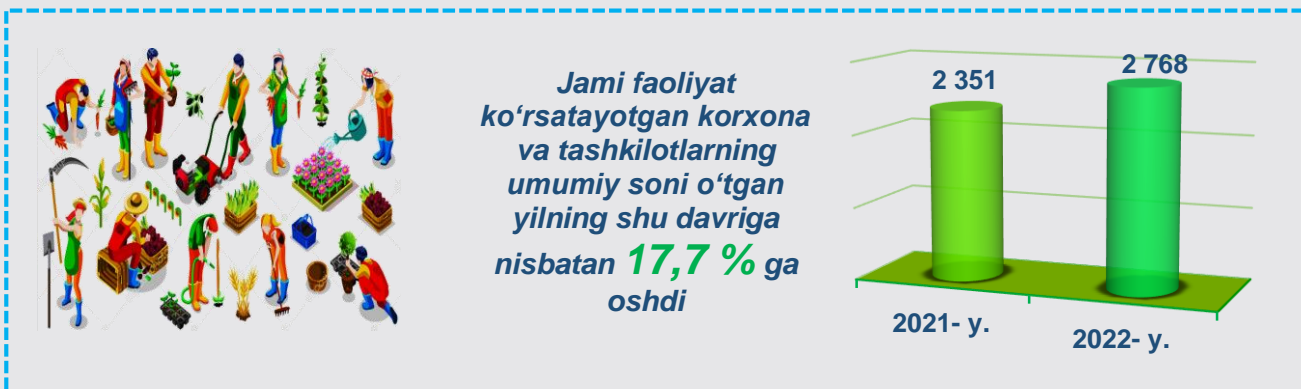 Jami faoliyat
ko‘rsatayotgan korxona
va tashkilotlarning
umumiy soni o‘tgan
yilning shu davriga
nisbatan 17,7 % ga
oshdi
2 351
2 768
2021- y.
2022- y.